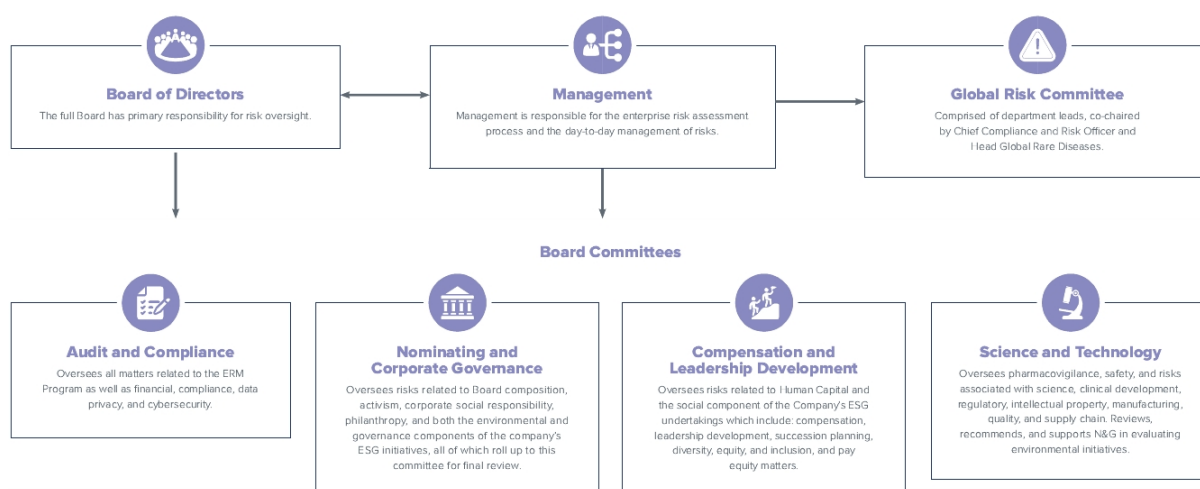 Board of Directors
The full Board has primary responsibility for risk oversight.
Management
Management is responsible for the enterprise risk assessment
process and the day-to-day management of risks.
Global Risk Committee
Comprised of department leads, co-chaired
by Chief Compliance and Risk Officer and
Head Global Rare Diseases.
Board Committees
Audit and Compliance
Oversees all matters related to the ERM
Program as well as financial, compliance, data
privacy, and cybersecurity.
Nominating and
Corporate Governance
Oversees risks related to Board composition,
activism, corporate social responsibility,
philanthropy, and both the environmental and
governance components of the company's
ESG initiatives, all of which roll up to this
committee for final review.
Compensation and
Leadership Development
Oversees risks related to Human Capital and
the social component of the Company's ESG
undertakings which include: compensation,
leadership development, succession planning,
diversity, equity, and inclusion, and pay
equity matters.
Science and Technology
Oversees pharmacovigilance, safety, and risks
associated with science, clinical development,
regulatory, intellectual property, manufacturing,
quality, and supply chain. Reviews,
recommends, and supports N&G in evaluating
environmental initiatives.